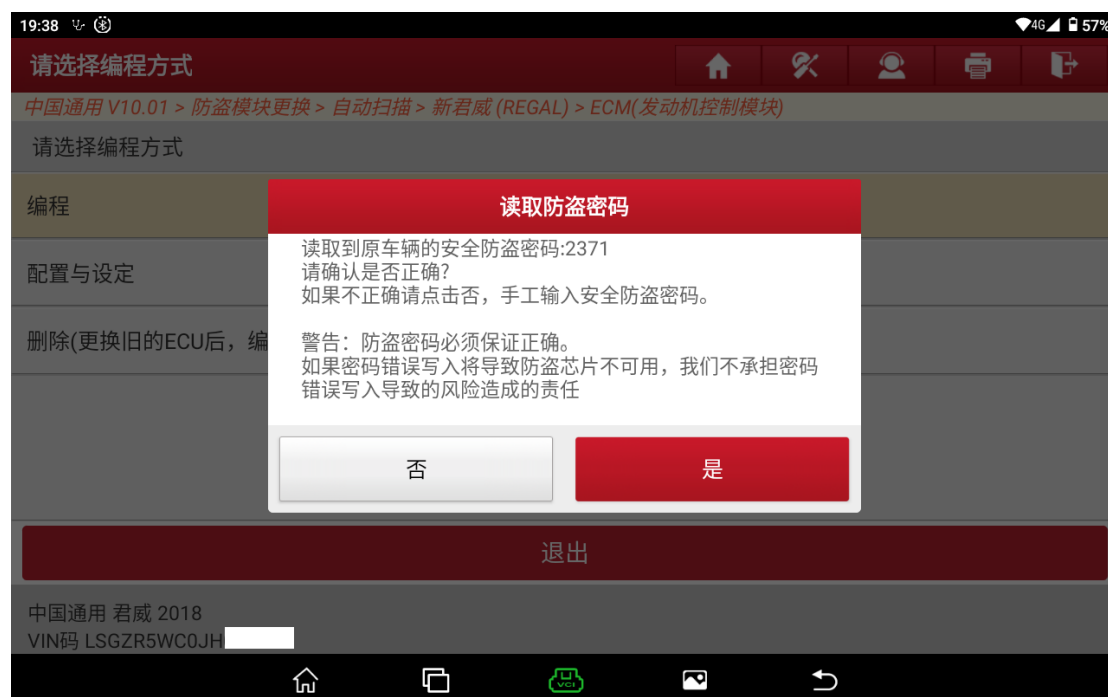 19:38
4G 57%
请选择编程方式
中国通用 V10.01 > 防盗模块更换 > 自动扫描 > 新君威 (REGAL) > ECM(发动机控制模块)
请选择编程方式
编程
配置与设定
删除(更换旧的ECU后，编
读取防盗密码
读取到原车辆的安全防盗密码:2371
请确认是否正确?
如果不正确请点击否，手工输入安全防盗密码。
警告：防盗密码必须保证正确。
如果密码错误写入将导致防盗芯片不可用，我们不承担密码
错误写入导致的风险造成的责任
否
是
退出
中国通用 君威 2018
VIN码 LSGZR5WC0JH
VCI